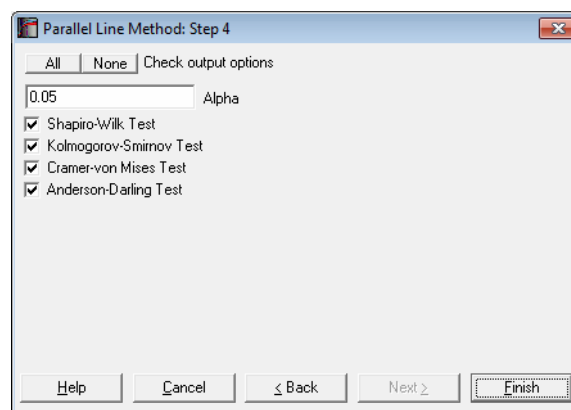 Parallel Line Method: Step 4
All None Check output options
0.05 Alpha
Shapiro-Wilk Test
Kolmogorov-Smirnov Test
Cramer-von Mises Test
Anderson-Darling Test
Help Cancel < Back Next > Finish